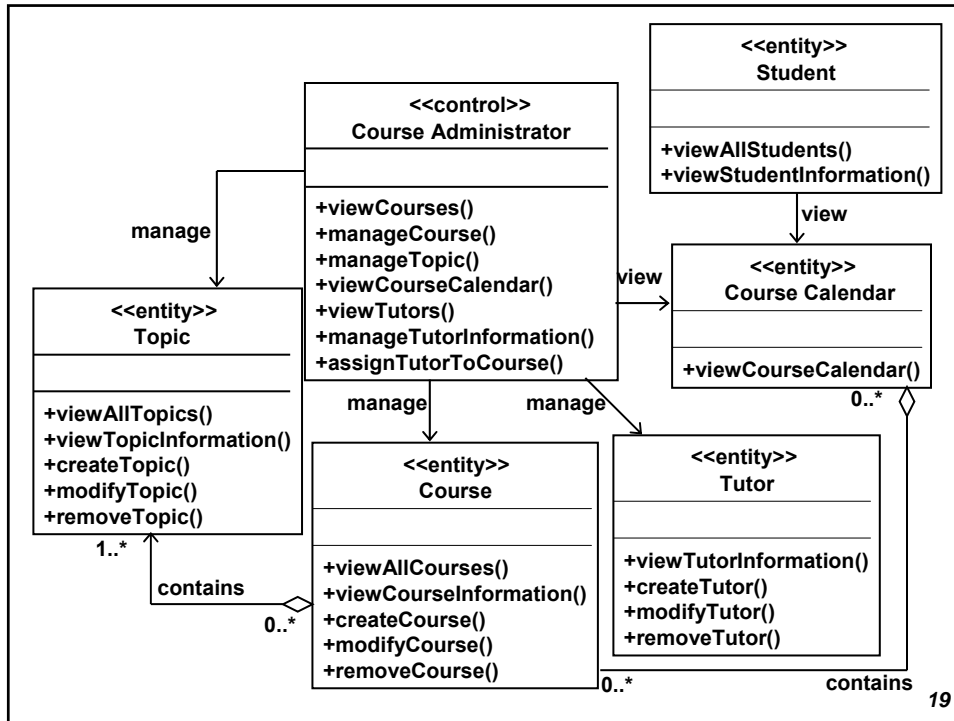 <<entity>>
Student
+viewAllStudents()
+viewStudentInformation()
<<control>>
Course Administrator
+viewCourses()
+manageCourse()
+manageTopic()
+viewCourseCalendar()
+viewTutors()
+manageTutorInformation()
+assignTutorToCourse()
manage
view
view
<<entity>>
Course Calendar
+viewCourseCalendar()
0..*
<<entity>>
Topic
+viewAllTopics()
+viewTopicInformation()
+createTopic()
+modifyTopic()
+removeTopic()
1..*
manage
manage
contains
0..*
<<entity>>
Course
+viewAllCourses()
+viewCourseInformation()
+createCourse()
+modifyCourse()
+removeCourse()
<<entity>>
Tutor
+viewTutorInformation()
+createTutor()
+modifyTutor()
+removeTutor()
0..*
contains
19